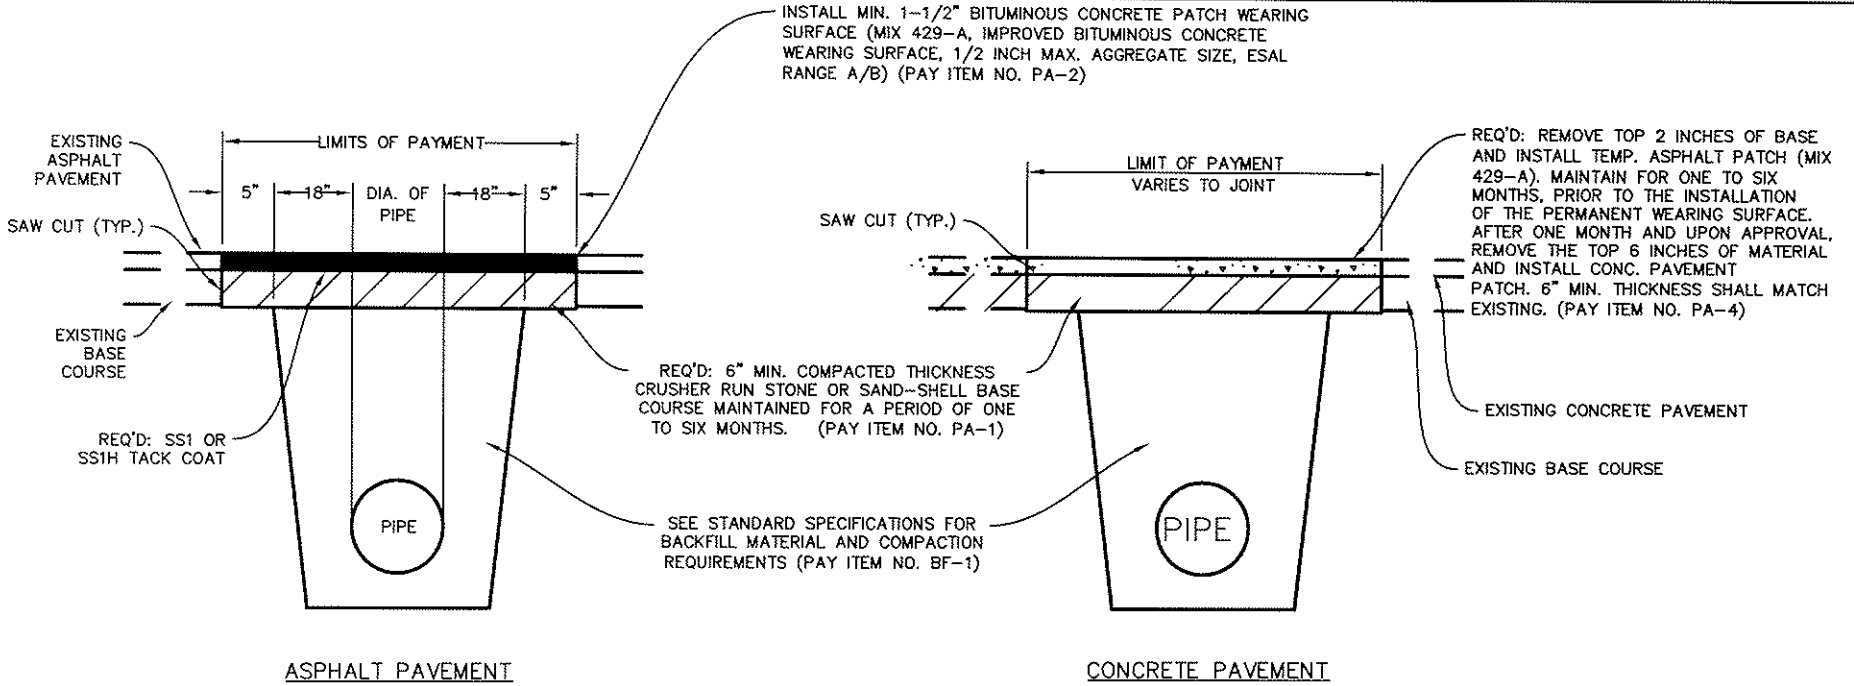 INSTALL MIN. 1-1/2" BITUMINOUS CONCRETE PATCH WEARING
SURFACE (MIX 429-A, IMPROVED BITUMINOUS CONCRETE
WEARING SURFACE, 1/2 INCH MAX. AGGREGATE SIZE, ESAL
RANGE A/B) (PAY ITEM NO. PA-2)
EXISTING
ASPHALT
PAVEMENT
LIMITS OF PAYMENT
5"
18"
DIA. OF
PIPE
18"
5"
SAW CUT (TYP.)
EXISTING
BASE
COURSE
REQ'D: SS1 OR
SS1H TACK COAT
PIPE
REQ'D: 6" MIN. COMPACTED THICKNESS
CRUSHER RUN STONE OR SAND-SHELL BASE
COURSE MAINTAINED FOR A PERIOD OF ONE
TO SIX MONTHS. (PAY ITEM NO. PA-1)
SEE STANDARD SPECIFICATIONS FOR
BACKFILL MATERIAL AND COMPACTION
REQUIREMENTS (PAY ITEM NO. BF-1)
ASPHALT PAVEMENT
LIMIT OF PAYMENT
VARIES TO JOINT
SAW CUT (TYP.)
REQ'D: REMOVE TOP 2 INCHES OF BASE
AND INSTALL TEMP. ASPHALT PATCH (MIX
429-A). MAINTAIN FOR ONE TO SIX
MONTHS, PRIOR TO THE INSTALLATION
OF THE PERMANENT WEARING SURFACE.
AFTER ONE MONTH AND UPON APPROVAL,
REMOVE THE TOP 6 INCHES OF MATERIAL
AND INSTALL CONC. PAVEMENT
PATCH. 6" MIN. THICKNESS SHALL MATCH
EXISTING. (PAY ITEM NO. PA-4)
EXISTING CONCRETE PAVEMENT
EXISTING BASE COURSE
PIPE
CONCRETE PAVEMENT